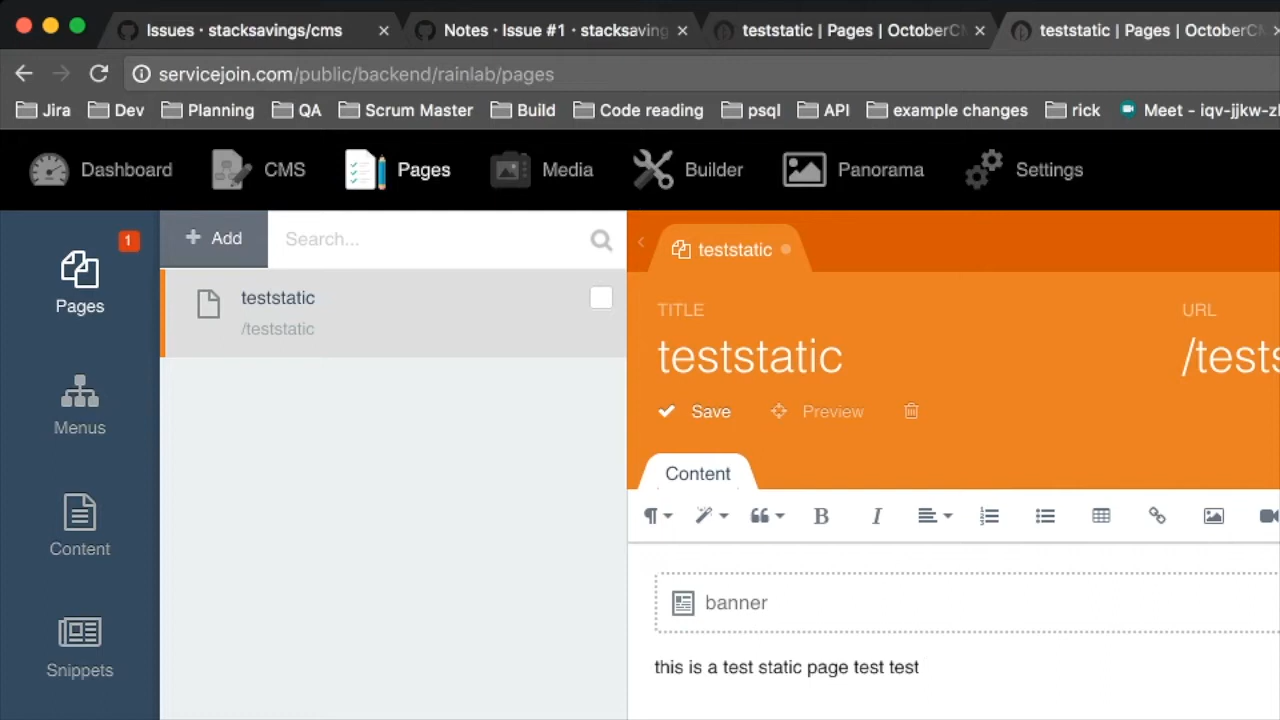 Issues · stacksavings/cms
Notes · Issue #1 · stacksaving
teststatic | Pages | OctoberC
teststatic | Pages | OctoberCM
servicejoin.com/public/backend/rainlab/pages
Jira Dev Planning QA Scrum Master Build Code reading psql API example changes rick Meet - iqv-jjkw-z
Dashboard CMS Pages Media Builder Panorama Settings
1
Pages
Menus
Content
Snippets
+ Add
Search...
teststatic
/teststatic
teststatic
TITLE
teststatic
URL
/tests
Save Preview
Content
banner
this is a test static page test test